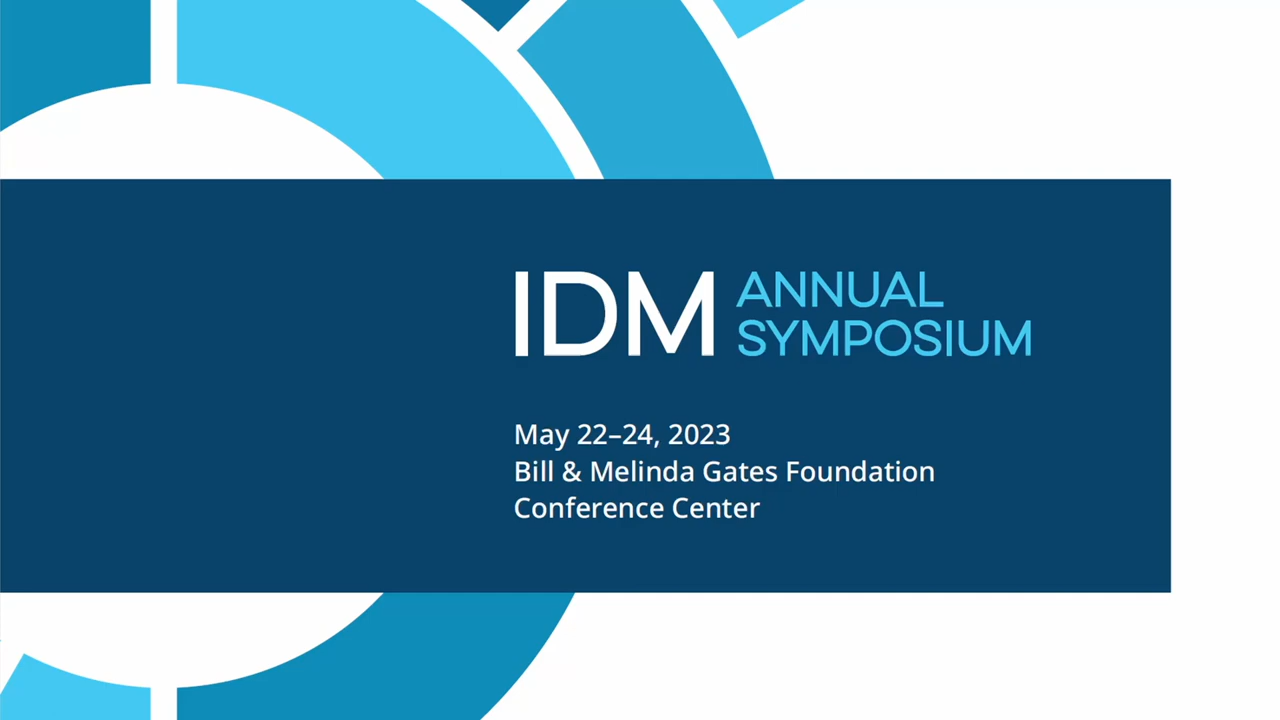 IDM ANNUAL
SYMPOSIUM
May 22–24, 2023
Bill & Melinda Gates Foundation
Conference Center